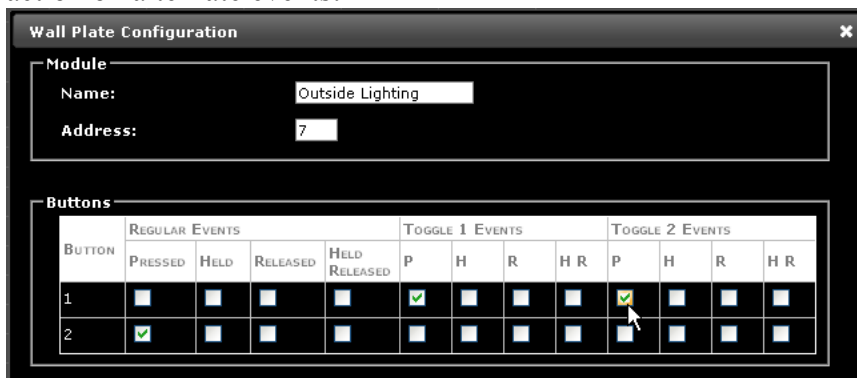 Wall Plate Configuration
Module
Name: Outside Lighting
Address: 7
Buttons
BUTTON REGULAR EVENTS TOGGLE 1 EVENTS TOGGLE 2 EVENTS
PRESSED HELD RELEASED HELD RELEASED P H R H R P H R H R
1
2